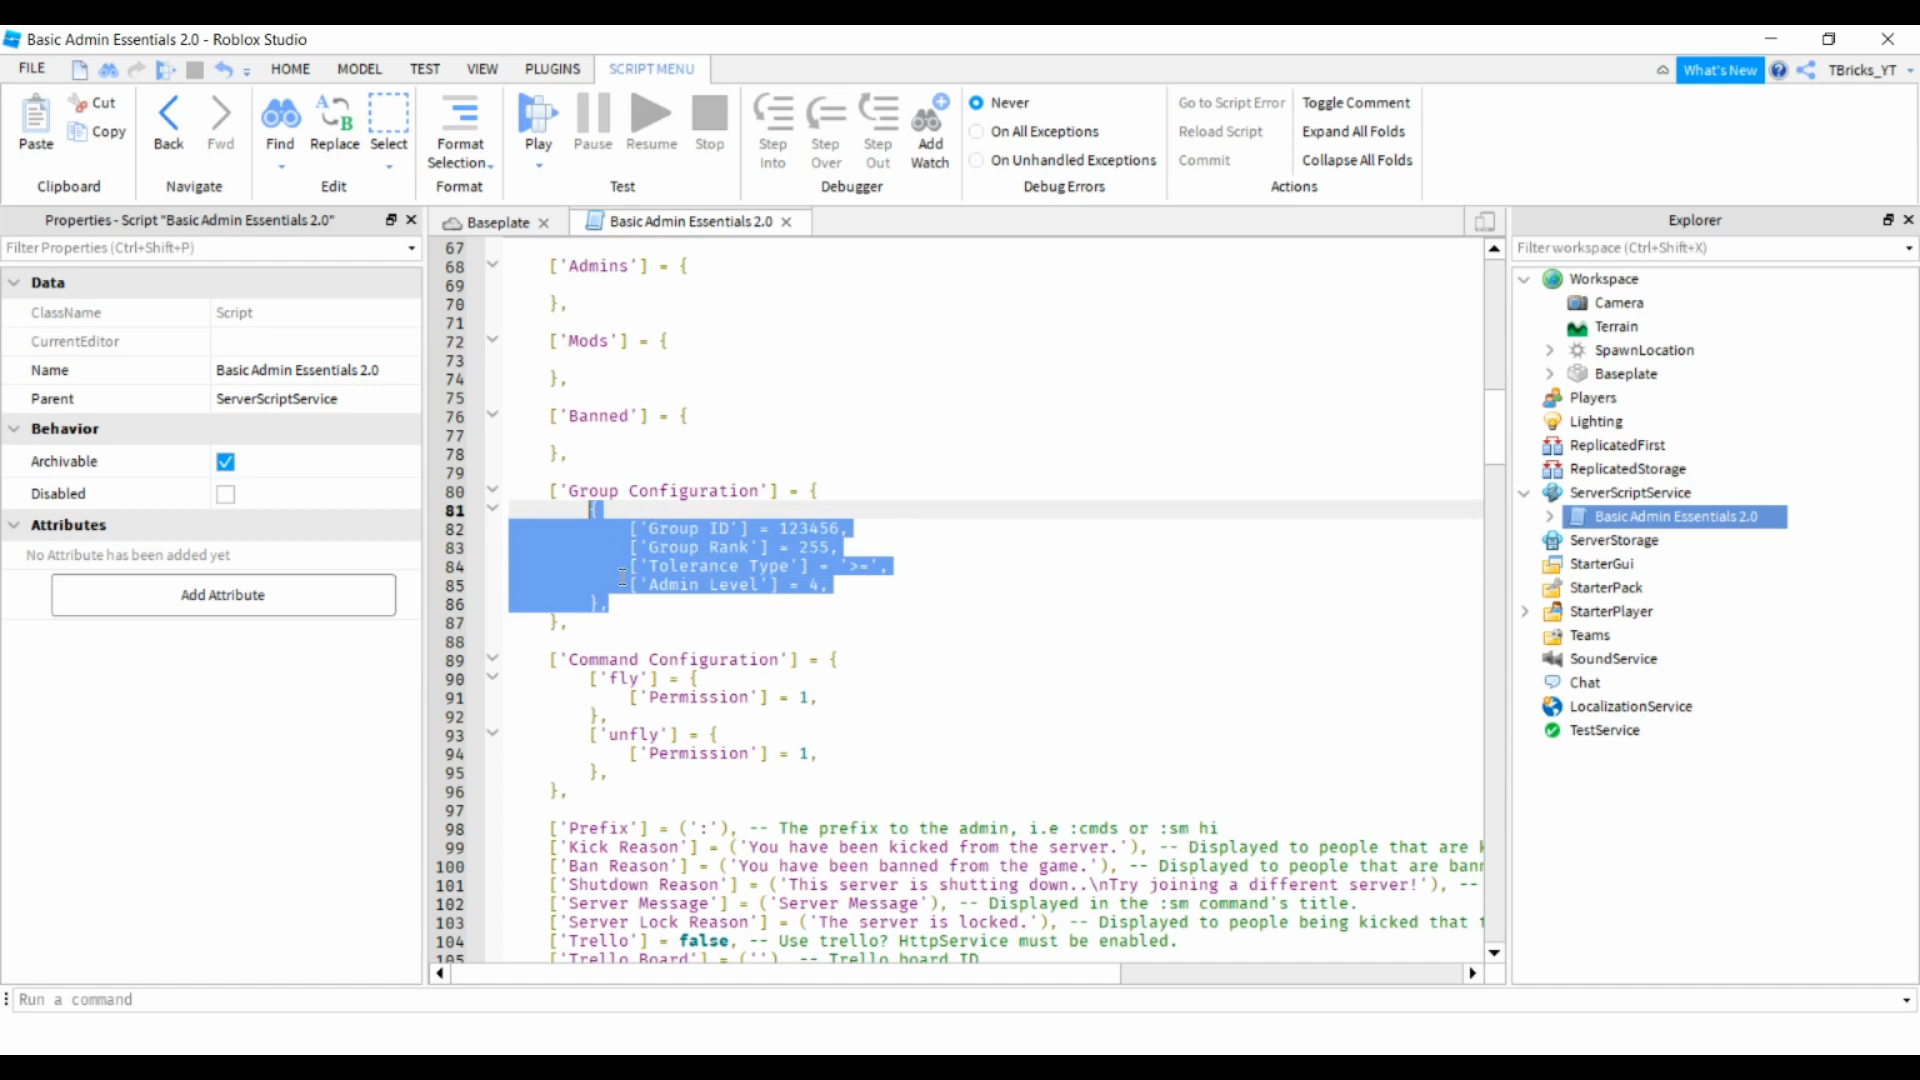 Basic Admin Essentials 2.0 - Roblox Studio
FILE HOME MODEL TEST VIEW PLUGINS SCRIPT MENU What's New TBricks_YT
Paste
Cut
Copy
Clipboard
Back Fwd
Navigate
Find Replace Select
Edit
Format
Selection
Format
Play Pause Resume Stop
Test
Step
Into
Step
Over
Step
Out
Add
Watch
Debugger
Never
On All Exceptions
On Unhandled Exceptions
Debug Errors
Go to Script Error
Reload Script
Commit
Toggle Comment
Expand All Folds
Collapse All Folds
Actions
Properties - Script "Basic Admin Essentials 2.0"
Filter Properties (Ctrl+Shift+P)
Data
ClassName Script
CurrentEditor
Name Basic Admin Essentials 2.0
Parent ServerScriptService
Behavior
Archivable
Disabled
Attributes
No Attribute has been added yet
Add Attribute
Baseplate
Basic Admin Essentials 2.0
67
68 ['Admins'] = {
69
70 },
71
72 ['Mods'] = {
73
74 },
75
76 ['Banned'] = {
77
78 },
79
80 ['Group Configuration'] = {
81 {
82 ['Group ID'] = 123456,
83 ['Group Rank'] = 255,
84 ['Tolerance Type'] = '>=',
85 ['Admin Level'] = 4,
86 },
87 },
88
89 ['Command Configuration'] = {
90 ['fly'] = {
91 ['Permission'] = 1,
92 },
93 ['unfly'] = {
94 ['Permission'] = 1,
95 },
96 },
97
98 ['Prefix'] = (':'), -- The prefix to the admin, i.e :cmds or :sm hi
99 ['Kick Reason'] = ('You have been kicked from the server.'), -- Displayed to people that are k
100 ['Ban Reason'] = ('You have been banned from the game.'), -- Displayed to people that are bann
101 ['Shutdown Reason'] = ('This server is shutting down..\nTry joining a different server!'), --
102 ['Server Message'] = ('Server Message'), -- Displayed in the :sm command's title.
103 ['Server Lock Reason'] = ('The server is locked.'), -- Displayed to people being kicked that t
104 ['Trello'] = false, -- Use trello? HttpService must be enabled.
105 ['Trello Board'] = (''), -- Trello board ID
Explorer
Filter workspace (Ctrl+Shift+X)
Workspace
Camera
Terrain
SpawnLocation
Baseplate
Players
Lighting
ReplicatedFirst
ReplicatedStorage
ServerScriptService
Basic Admin Essentials 2.0
ServerStorage
StarterGui
StarterPack
StarterPlayer
Teams
SoundService
Chat
LocalizationService
TestService
Run a command